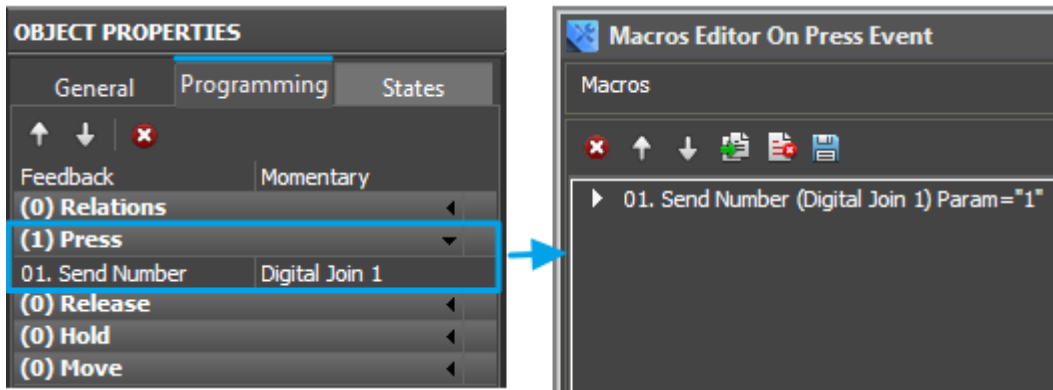 OBJECT PROPERTIES
General Programming States
Feedback Momentary
(0) Relations
(1) Press
01. Send Number Digital Join 1
(0) Release
(0) Hold
(0) Move
Macros Editor On Press Event
Macros
01. Send Number (Digital Join 1) Param="1"